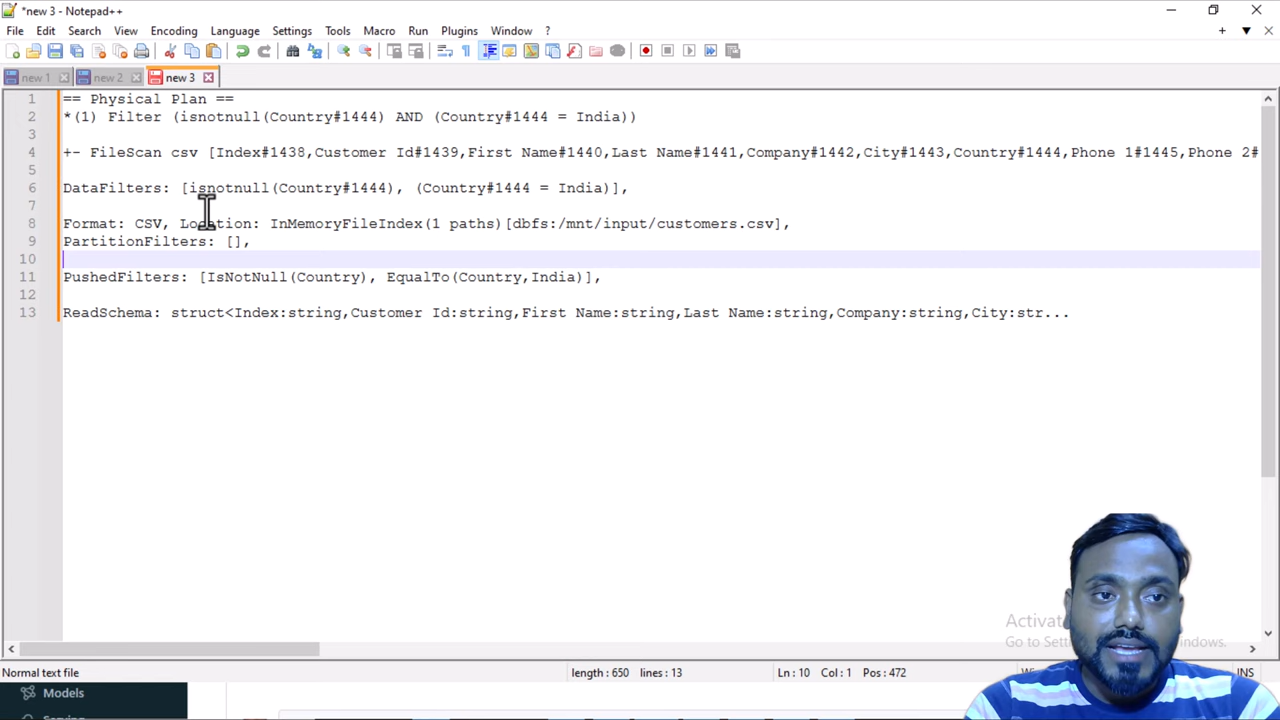 *new 3 - Notepad++
File Edit Search View Encoding Language Settings Tools Macro Run Plugins Window ?
new 1 new 2 new 3
1 == Physical Plan ==
2 *(1) Filter (isnotnull(Country#1444) AND (Country#1444 = India))
3
4 +- FileScan csv [Index#1438,Customer Id#1439,First Name#1440,Last Name#1441,Company#1442,City#1443,Country#1444,Phone 1#1445,Phone 2#
5
6 DataFilters: [isnotnull(Country#1444), (Country#1444 = India)],
7
8 Format: CSV, Location: InMemoryFileIndex(1 paths)[dbfs:/mnt/input/customers.csv],
9 PartitionFilters: [],
10
11 PushedFilters: [IsNotNull(Country), EqualTo(Country,India)],
12
13 ReadSchema: struct<Index:string,Customer Id:string,First Name:string,Last Name:string,Company:string,City:str...
Activat
Go to Setti ndows.
Normal text file length : 650 lines : 13 Ln : 10 Col : 1 Pos : 472 INS
Models